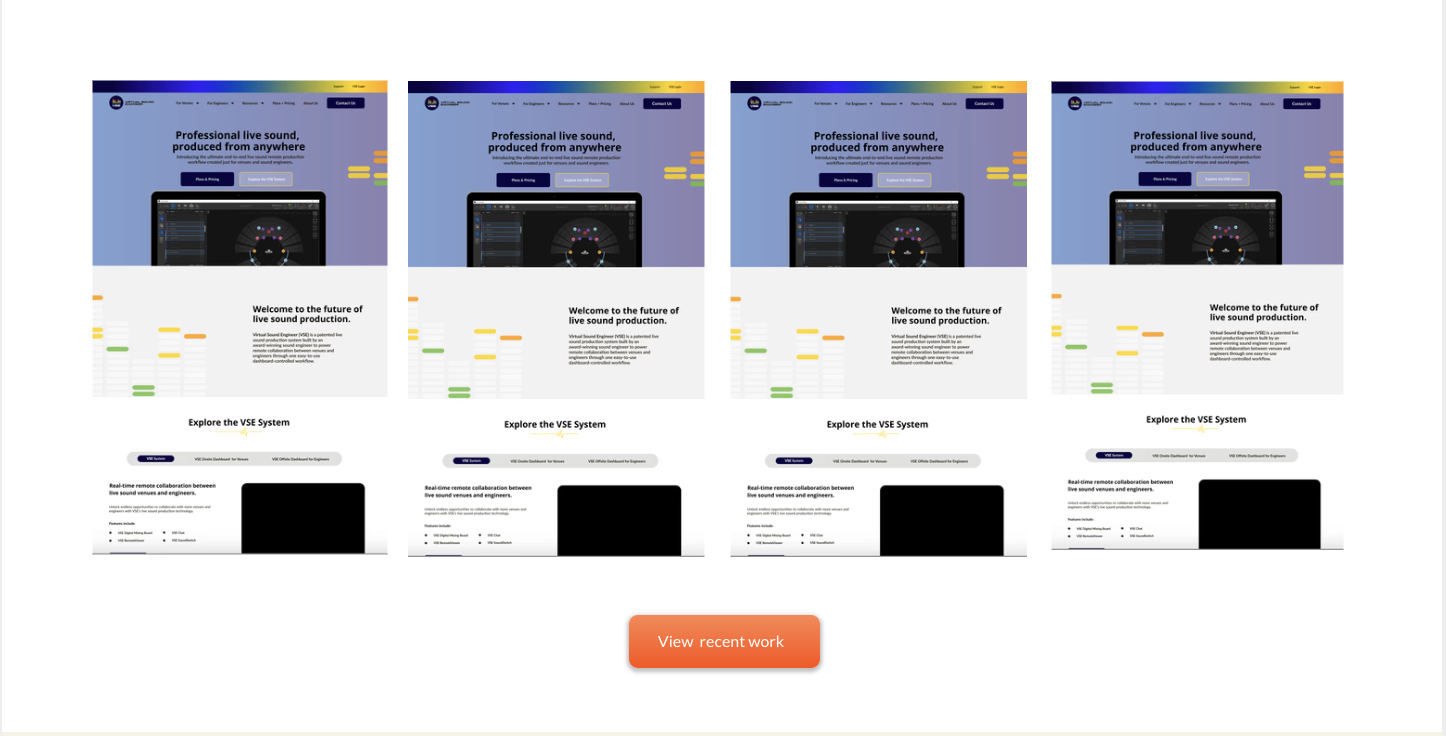 Support VSE Login
For Venues For Engineers Resources Plans + Pricing About Us Contact Us
Professional live sound,
produced from anywhere
Introducing the ultimate end-to-end live sound remote production
workflow created just for venues and sound engineers.
Plans & Pricing Explore the VSE System
Welcome to the future of
live sound production.
Virtual Sound Engineer (VSE) is a patented live
sound production system built by an
award-winning sound engineer to power
remote collaboration between venues and
engineers through one easy-to-use
dashboard-controlled workflow.
Explore the VSE System
VSE System VSE Onsite Dashboard for Venues VSE Offsite Dashboard for Engineers
Real-time remote collaboration between
live sound venues and engineers.
Unlock endless opportunities to collaborate with more venues and
engineers with VSE's live sound production technology.
Features include:
VSE Digital Mixing Board VSE Chat
VSE RemoteViewer VSE SoundSwitch
Support VSE Login
For Venues For Engineers Resources Plans + Pricing About Us Contact Us
Professional live sound,
produced from anywhere
Introducing the ultimate end-to-end live sound remote production
workflow created just for venues and sound engineers.
Plans & Pricing Explore the VSE System
Welcome to the future of
live sound production.
Virtual Sound Engineer (VSE) is a patented live
sound production system built by an
award-winning sound engineer to power
remote collaboration between venues and
engineers through one easy-to-use
dashboard-controlled workflow.
Explore the VSE System
VSE System VSE Onsite Dashboard for Venues VSE Offsite Dashboard for Engineers
Real-time remote collaboration between
live sound venues and engineers.
Unlock endless opportunities to collaborate with more venues and
engineers with VSE's live sound production technology.
Features include:
VSE Digital Mixing Board VSE Chat
VSE RemoteViewer VSE SoundSwitch
Support VSE Login
For Venues For Engineers Resources Plans + Pricing About Us Contact Us
Professional live sound,
produced from anywhere
Introducing the ultimate end-to-end live sound remote production
workflow created just for venues and sound engineers.
Plans & Pricing Explore the VSE System
Welcome to the future of
live sound production.
Virtual Sound Engineer (VSE) is a patented live
sound production system built by an
award-winning sound engineer to power
remote collaboration between venues and
engineers through one easy-to-use
dashboard-controlled workflow.
Explore the VSE System
VSE System VSE Onsite Dashboard for Venues VSE Offsite Dashboard for Engineers
Real-time remote collaboration between
live sound venues and engineers.
Unlock endless opportunities to collaborate with more venues and
engineers with VSE's live sound production technology.
Features include:
VSE Digital Mixing Board VSE Chat
VSE RemoteViewer VSE SoundSwitch
Support VSE Login
For Venues For Engineers Resources Plans + Pricing About Us Contact Us
Professional live sound,
produced from anywhere
Introducing the ultimate end-to-end live sound remote production
workflow created just for venues and sound engineers.
Plans & Pricing Explore the VSE System
Welcome to the future of
live sound production.
Virtual Sound Engineer (VSE) is a patented live
sound production system built by an
award-winning sound engineer to power
remote collaboration between venues and
engineers through one easy-to-use
dashboard-controlled workflow.
Explore the VSE System
VSE System VSE Onsite Dashboard for Venues VSE Offsite Dashboard for Engineers
Real-time remote collaboration between
live sound venues and engineers.
Unlock endless opportunities to collaborate with more venues and
engineers with VSE's live sound production technology.
Features include:
VSE Digital Mixing Board VSE Chat
VSE RemoteViewer VSE SoundSwitch
View recent work